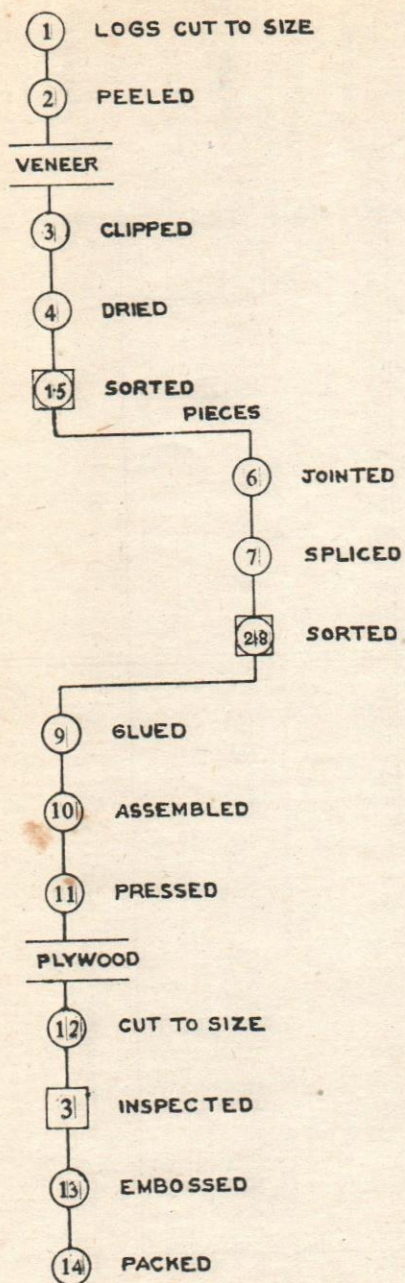 1 LOGS CUT TO SIZE
2 PEELED
VENEER
3 CLIPPED
4 DRIED
1·5 SORTED
PIECES
6 JOINTED
7 SPLICED
2·8 SORTED
9 GLUED
10 ASSEMBLED
11 PRESSED
PLYWOOD
12 CUT TO SIZE
3 INSPECTED
13 EMBOSSED
14 PACKED